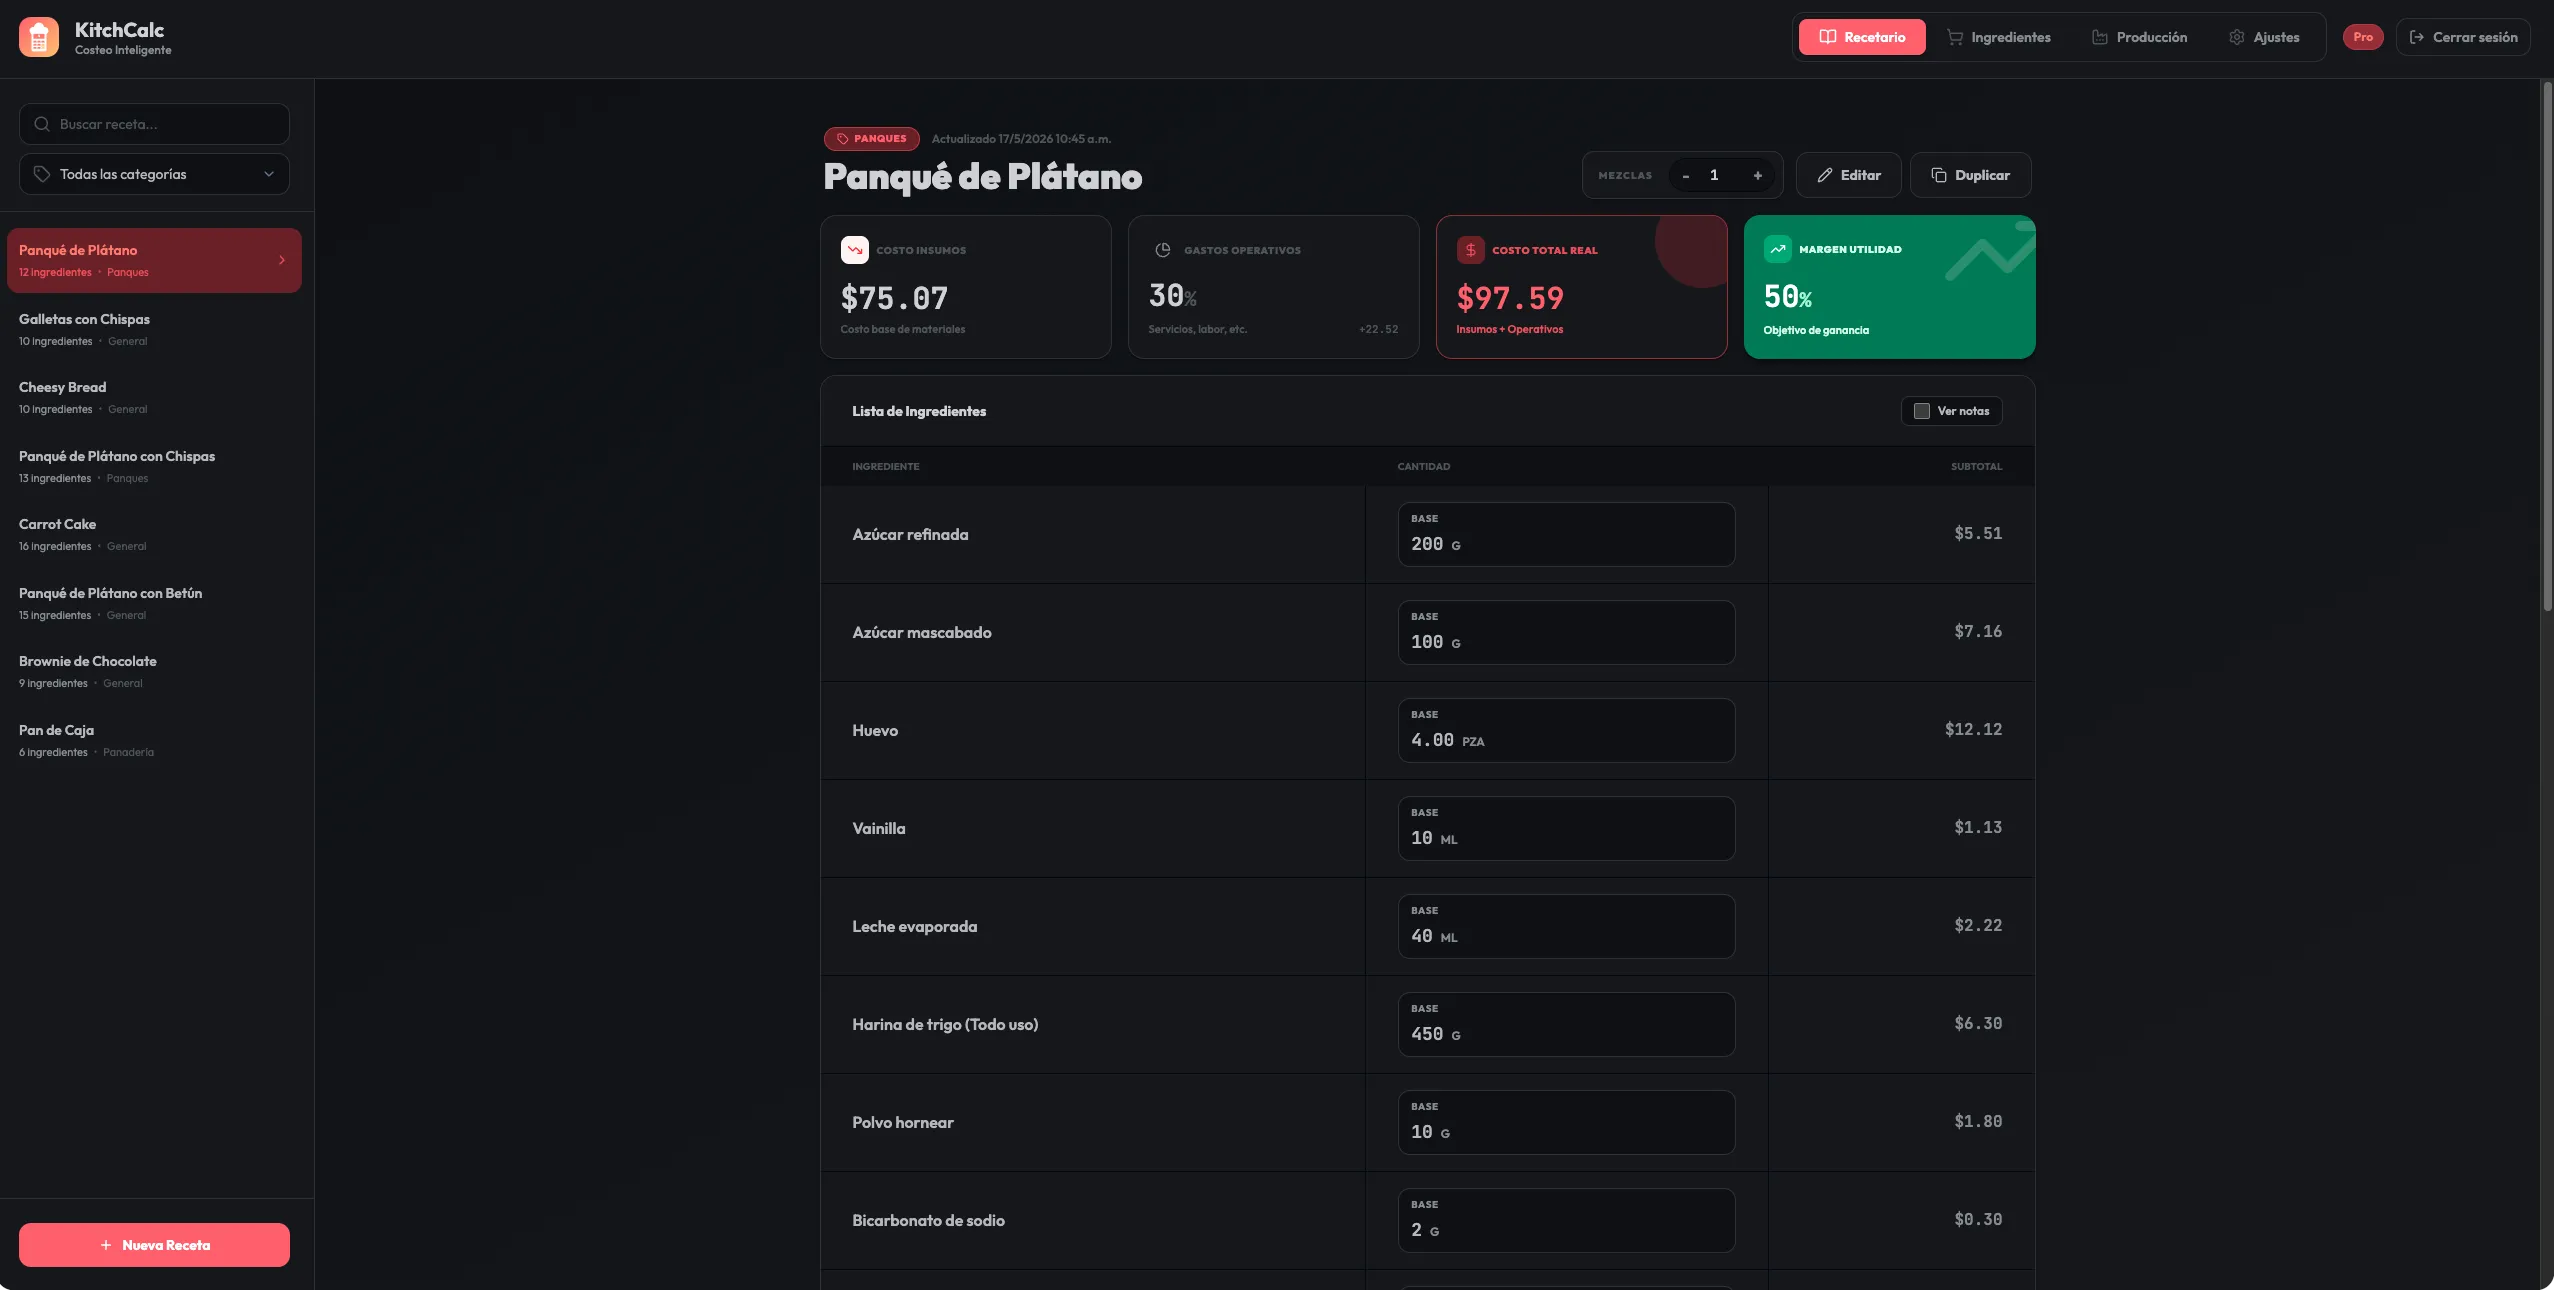 KitchCalc
Costeo Inteligente
Recetario
Ingredientes
Producción
Ajustes
Pro
Cerrar sesión
Buscar receta...
Todas las categorías
Panqué de Plátano
12 ingredientes • Panques
Galletas con Chispas
10 ingredientes • General
Cheesy Bread
10 ingredientes • General
Panqué de Plátano con Chispas
13 ingredientes • Panques
Carrot Cake
16 ingredientes • General
Panqué de Plátano con Betún
15 ingredientes • General
Brownie de Chocolate
9 ingredientes • General
Pan de Caja
6 ingredientes • Panadería
+ Nueva Receta
PANQUES
Actualizado 17/5/2026 10:45 a.m.
Panqué de Plátano
MEZCLAS - 1 +
Editar
Duplicar
COSTO INSUMOS
$75.07
Costo base de materiales
GASTOS OPERATIVOS
30%
Servicios, labor, etc. +22.52
COSTO TOTAL REAL
$97.59
Insumos + Operativos
MARGEN UTILIDAD
50%
Objetivo de ganancia
Lista de Ingredientes
Ver notas
INGREDIENTE CANTIDAD SUBTOTAL
Azúcar refinada
BASE
200 G
$5.51
Azúcar mascabado
BASE
100 G
$7.16
Huevo
BASE
4.00 PZA
$12.12
Vainilla
BASE
10 ML
$1.13
Leche evaporada
BASE
40 ML
$2.22
Harina de trigo (Todo uso)
BASE
450 G
$6.30
Polvo hornear
BASE
10 G
$1.80
Bicarbonato de sodio
BASE
2 G
$0.30